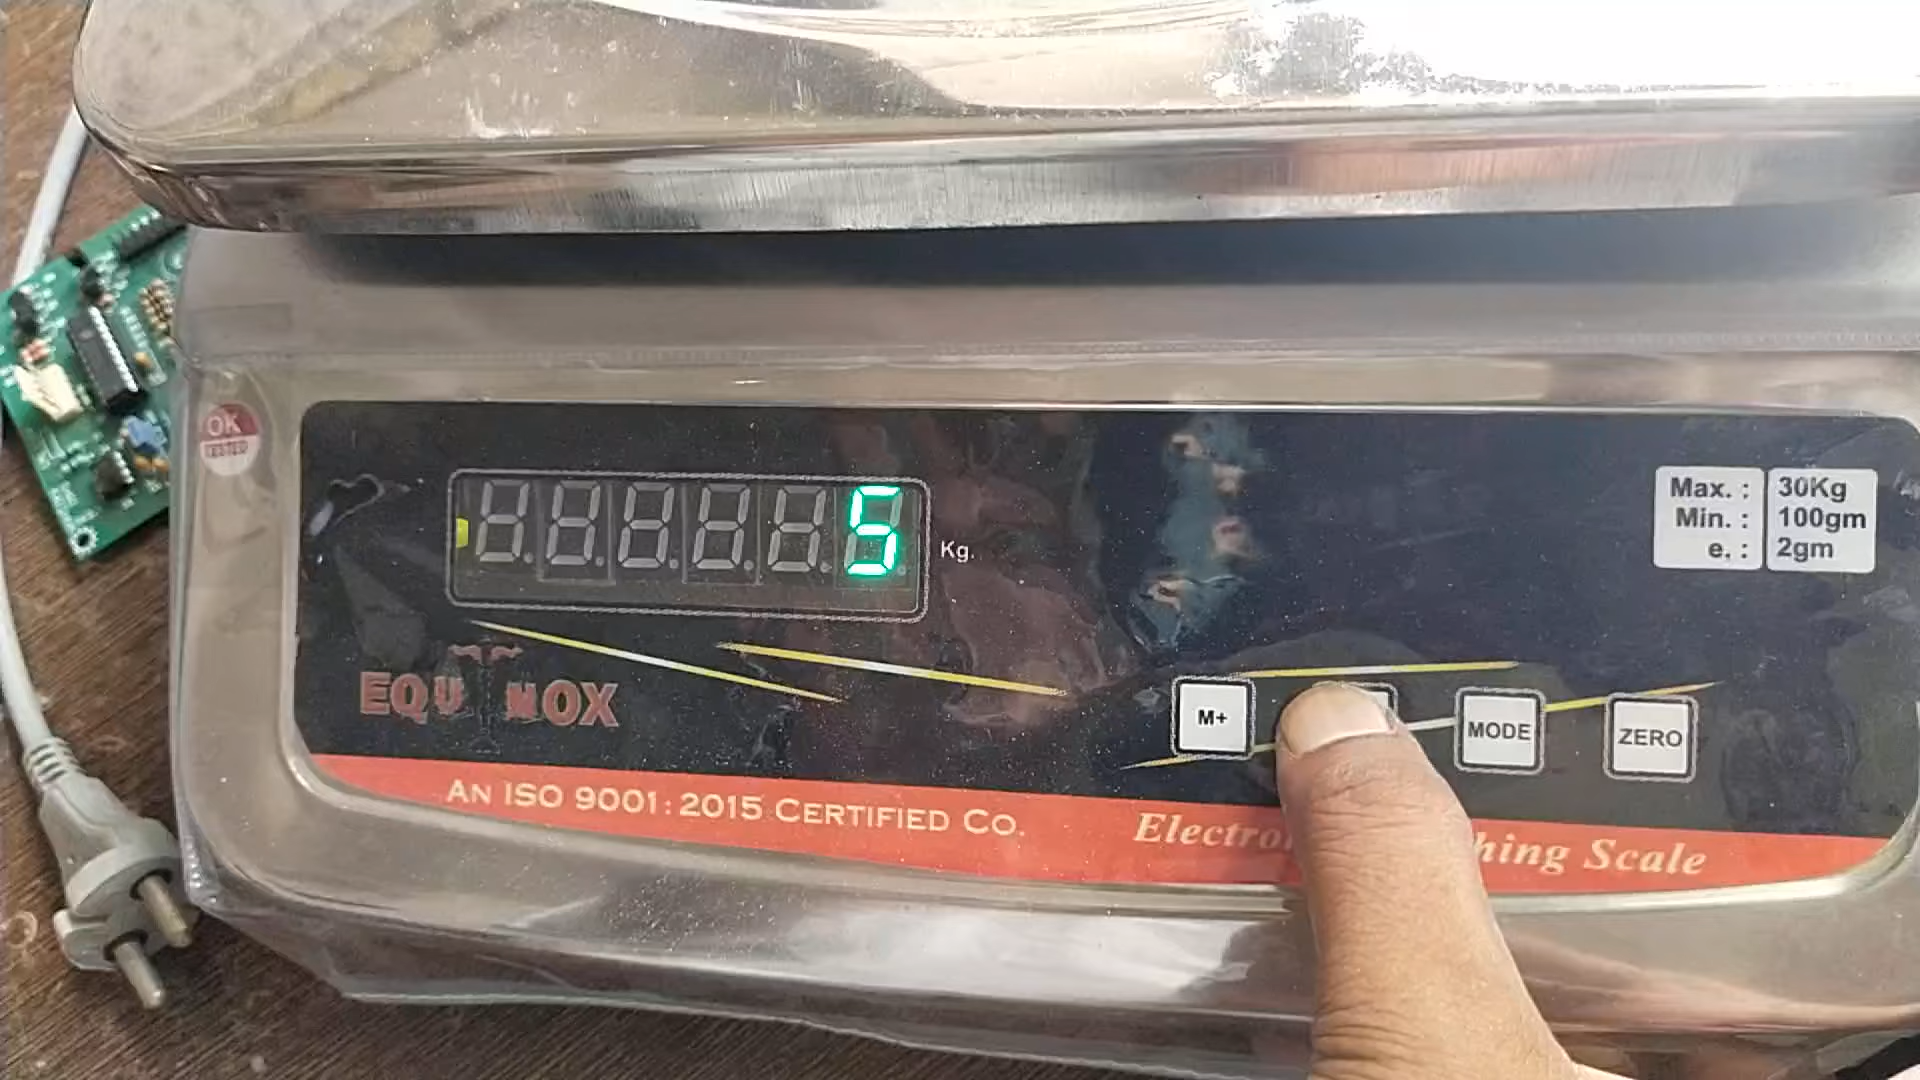 OK
TESTED
5
Kg.
Max. : 30Kg
Min. : 100gm
e. : 2gm
EQU NOX
M+
MODE
ZERO
AN ISO 9001:2015 CERTIFIED CO.
Electro hing Scale